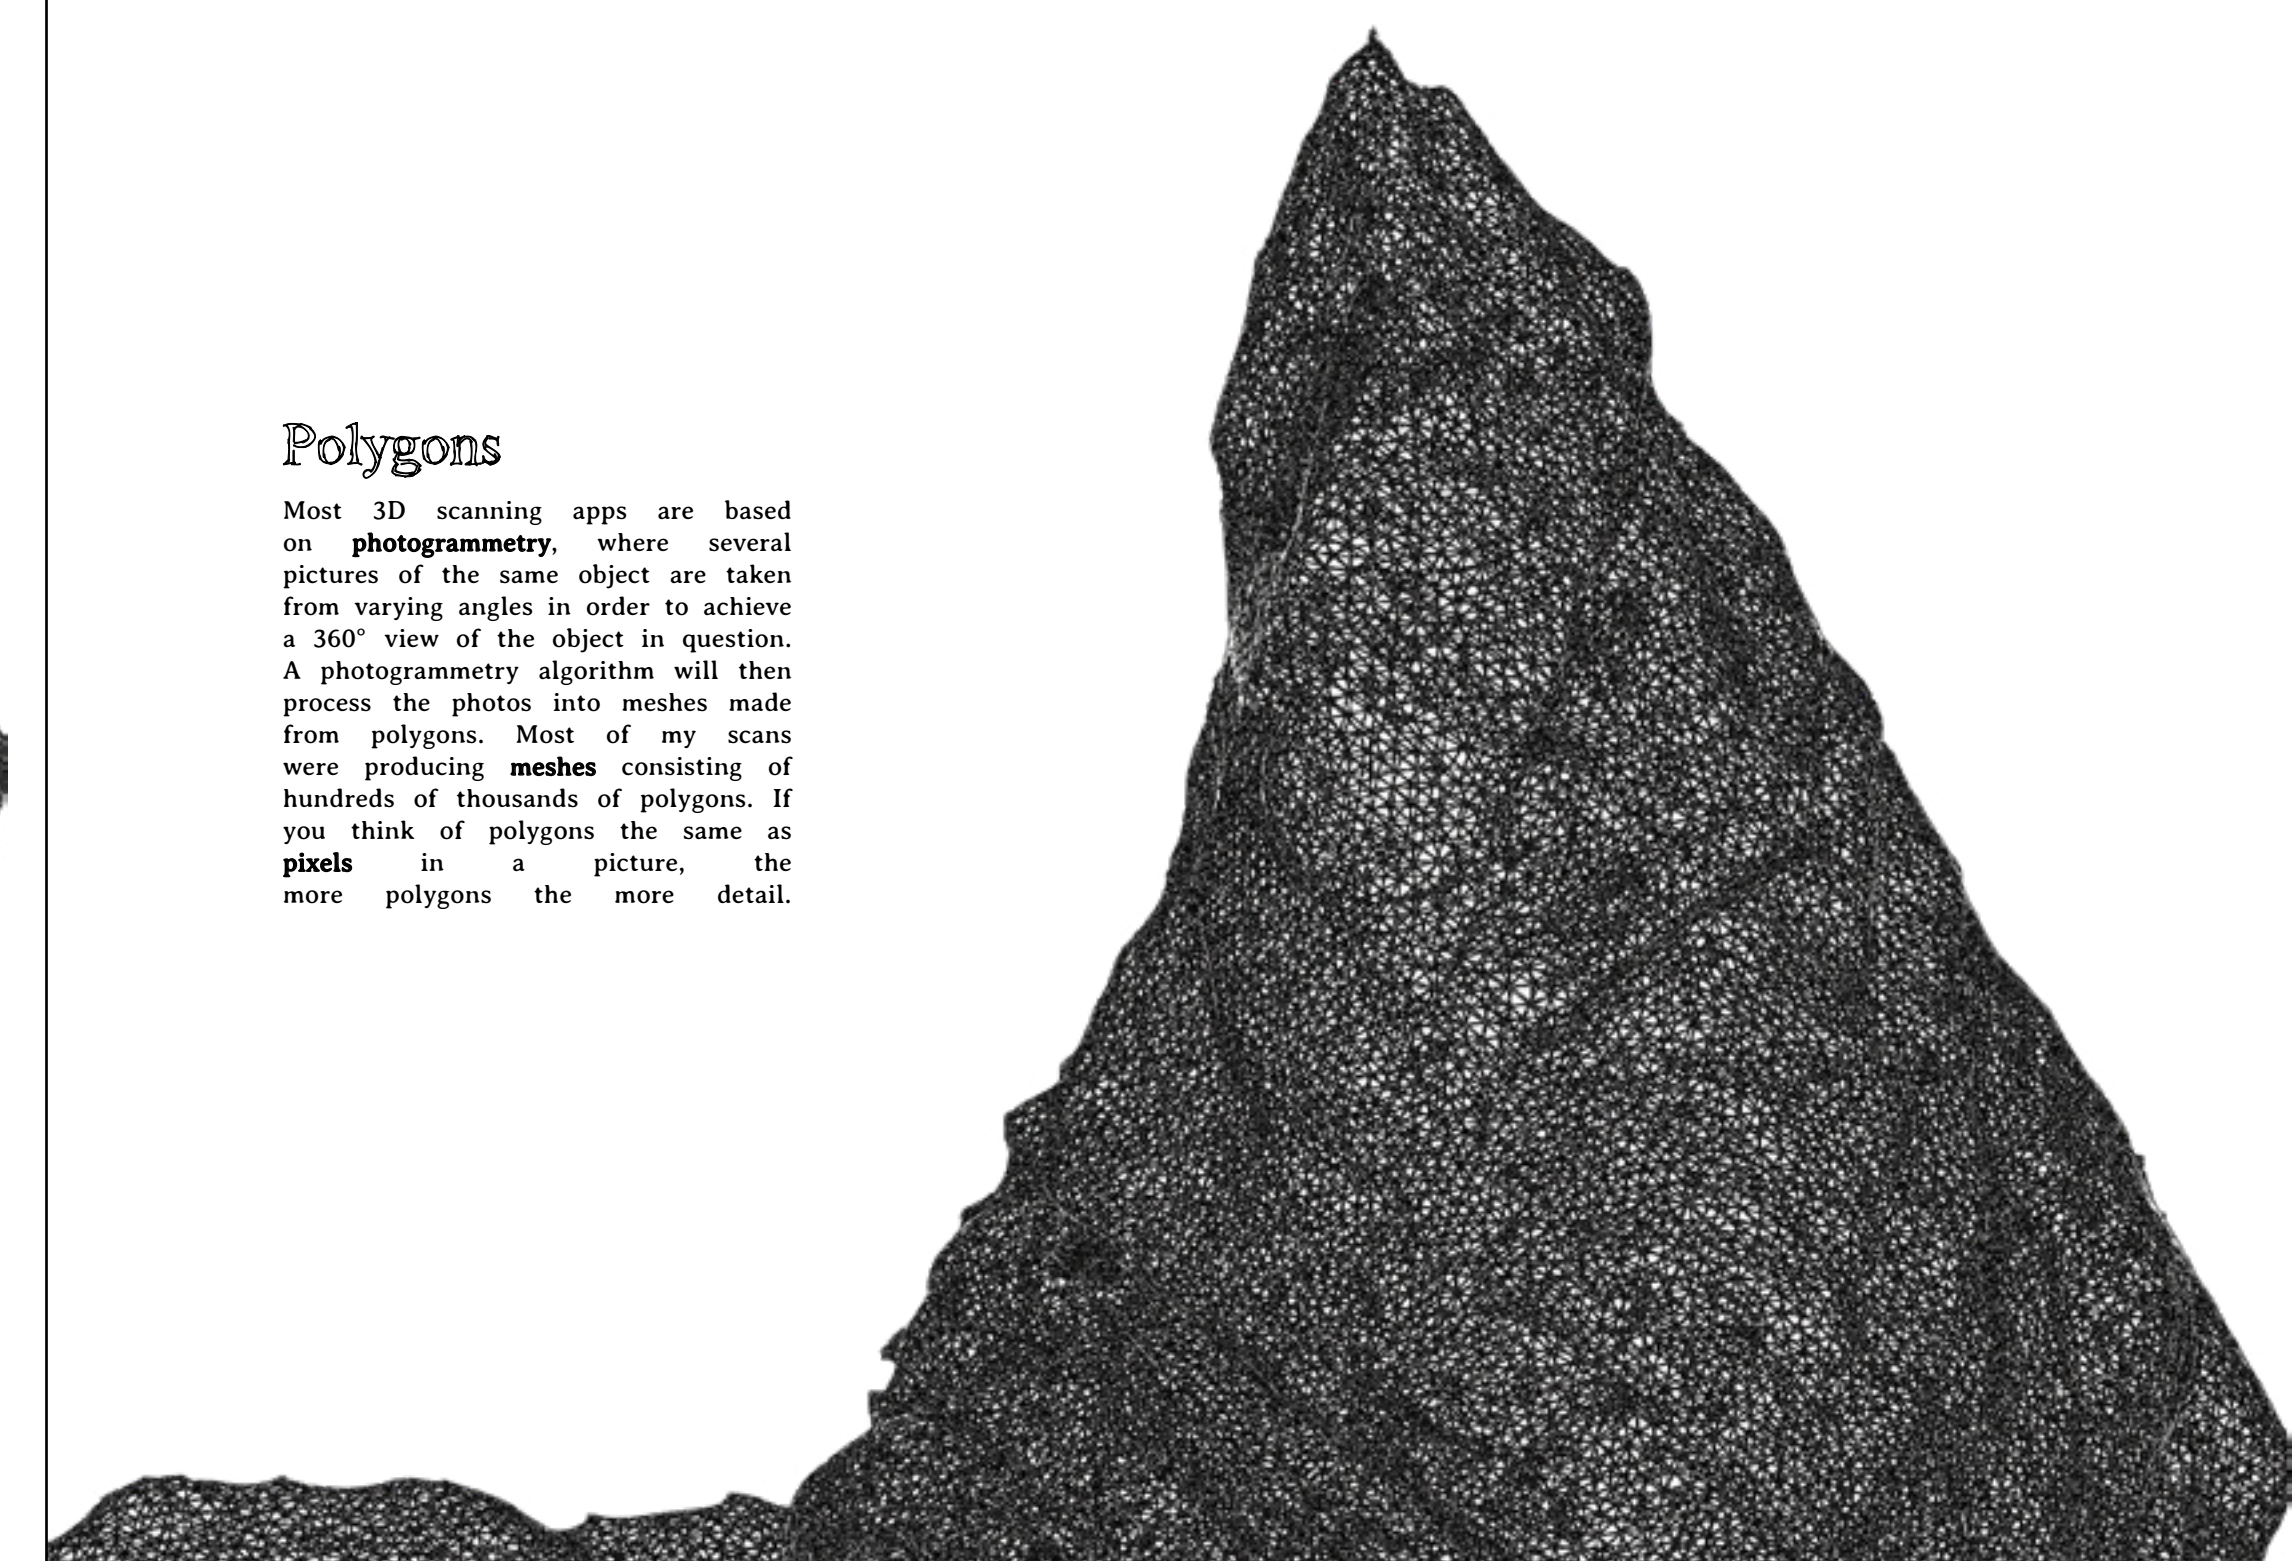 Polygons
Most 3D scanning apps are based
on photogrammetry, where several
pictures of the same object are taken
from varying angles in order to achieve
a 360° view of the object in question.
A photogrammetry algorithm will then
process the photos into meshes made
from polygons. Most of my scans
were producing meshes consisting of
hundreds of thousands of polygons. If
you think of polygons the same as
pixels in a picture, the
more polygons the more detail.